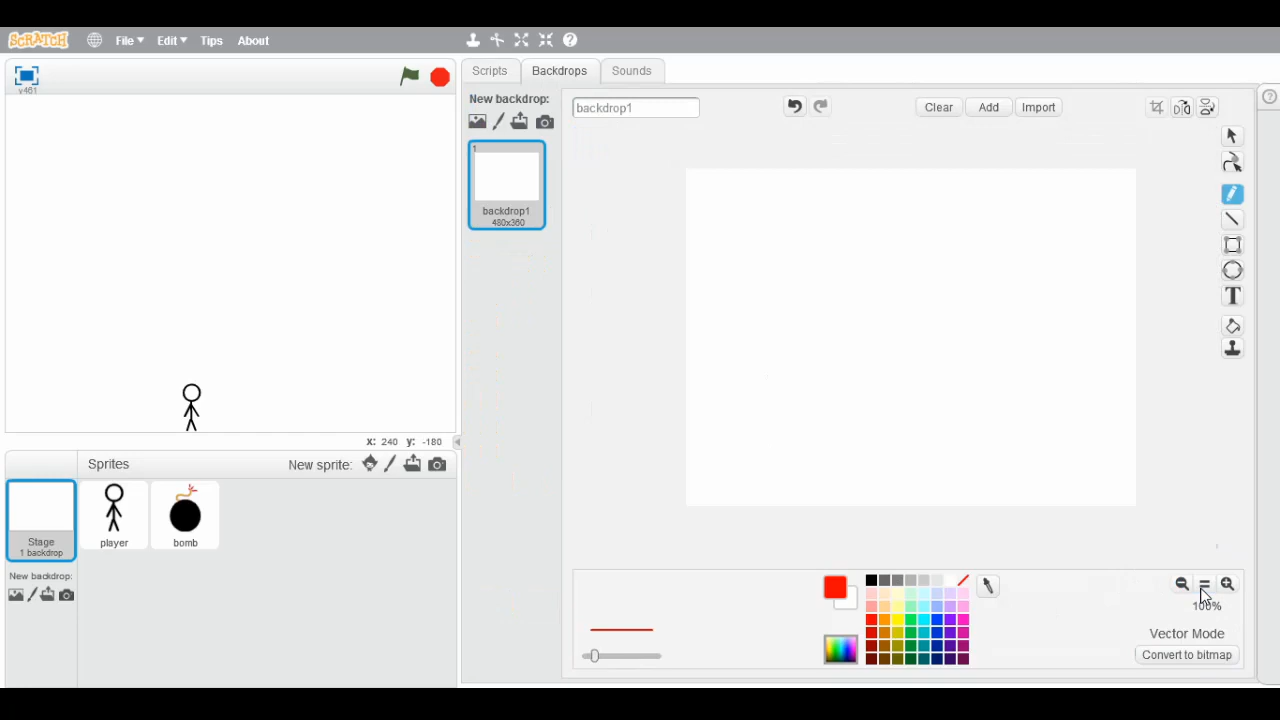 SCRATCH File Edit Tips About
v461
Scripts Backdrops Sounds
New backdrop:
backdrop1
Clear Add Import
1
backdrop1
480x360
T
x: 240 y: -180
Sprites New sprite:
Stage
1 backdrop
player
bomb
New backdrop:
100%
Vector Mode
Convert to bitmap